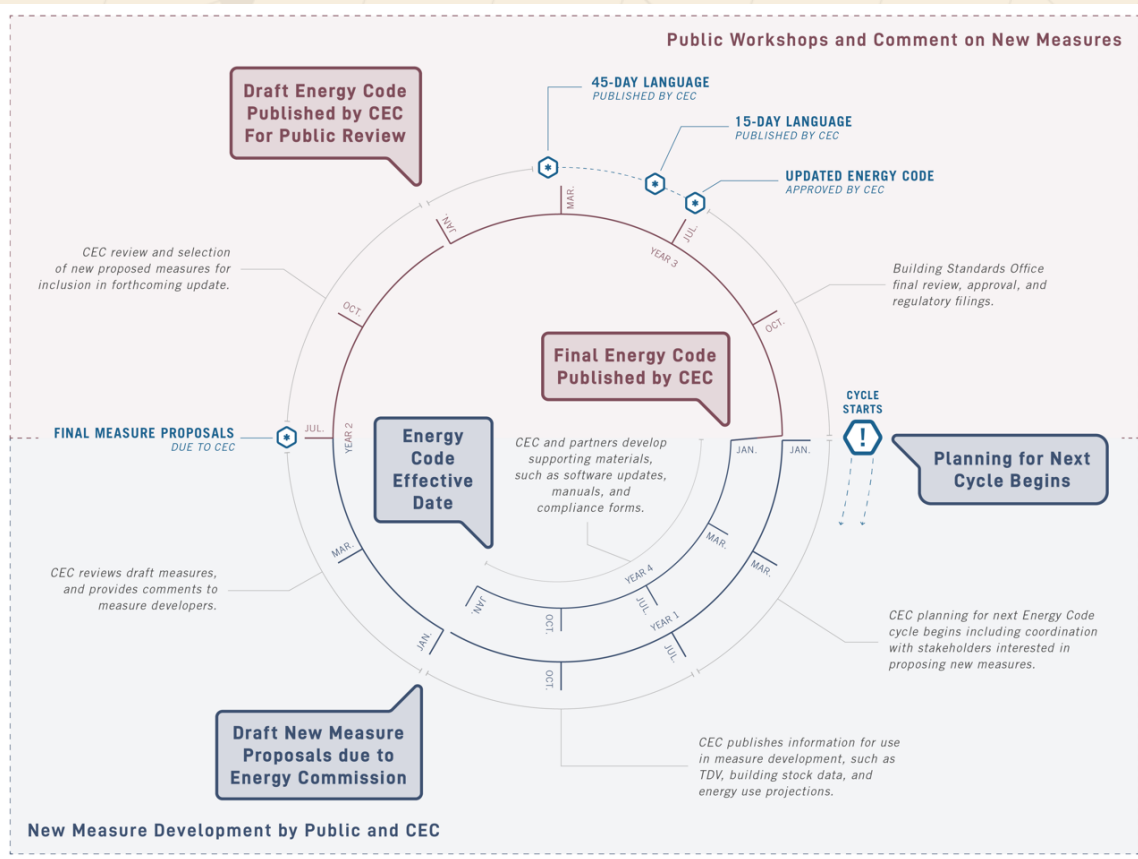 Public Workshops and Comment on New Measures
Draft Energy Code
Published by CEC
For Public Review
45-DAY LANGUAGE
PUBLISHED BY CEC
15-DAY LANGUAGE
PUBLISHED BY CEC
UPDATED ENERGY CODE
APPROVED BY CEC
JAN.
MAR.
JUL.
YEAR 3
CEC review and selection
of new proposed measures for
inclusion in forthcoming update.
Building Standards Office
final review, approval, and
regulatory filings.
OCT.
OCT.
Final Energy Code
Published by CEC
CYCLE
STARTS
!
FINAL MEASURE PROPOSALS
DUE TO CEC
JUL.
YEAR 2
Energy
Code
Effective
Date
CEC and partners develop
supporting materials,
such as software updates,
manuals, and
compliance forms.
JAN.
JAN.
Planning for Next
Cycle Begins
MAR.
MAR.
MAR.
CEC reviews draft measures,
and provides comments to
measure developers.
YEAR 4
JAN.
JUL.
OCT.
YEAR 1
JAN.
JUL.
OCT.
CEC planning for next Energy Code
cycle begins including coordination
with stakeholders interested in
proposing new measures.
Draft New Measure
Proposals due to
Energy Commission
CEC publishes information for use
in measure development, such as
TDV, building stock data, and
energy use projections.
New Measure Development by Public and CEC